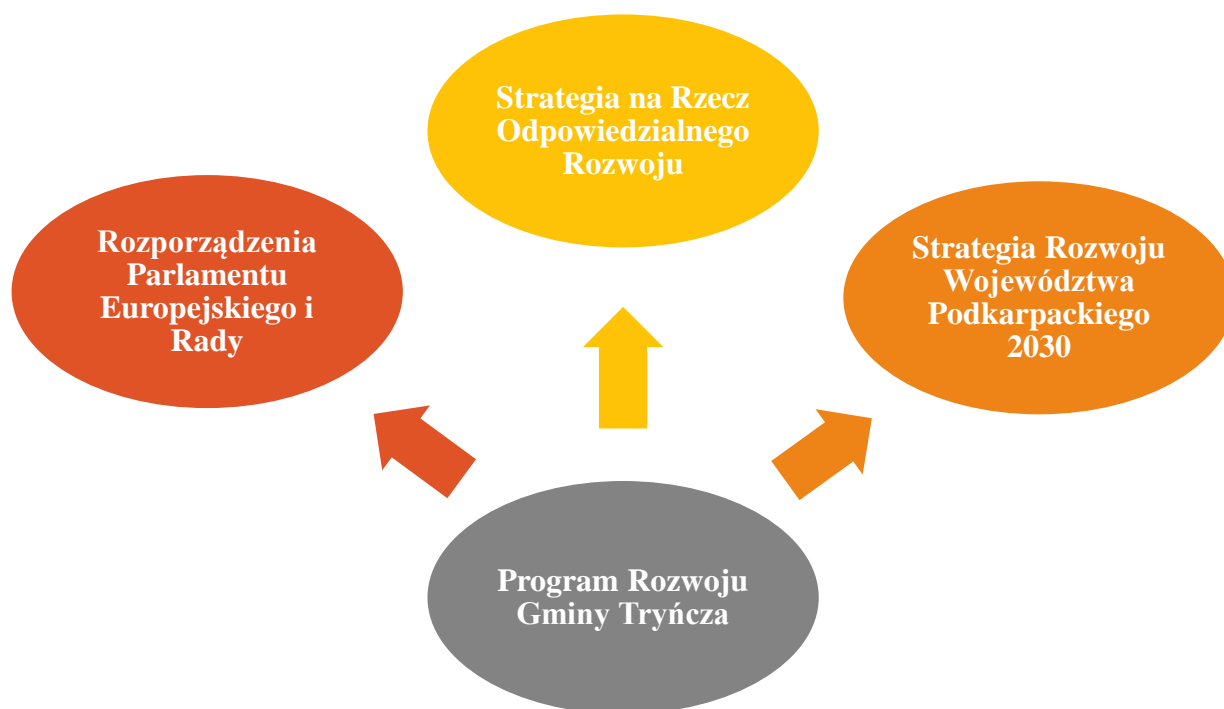 Strategia na Rzecz
Odpowiedzialnego
Rozwoju
Rozporządzenia
Parlamentu
Europejskiego i
Rady
Strategia Rozwoju
Województwa
Podkarpackiego
2030
Program Rozwoju
Gminy Tryńcza